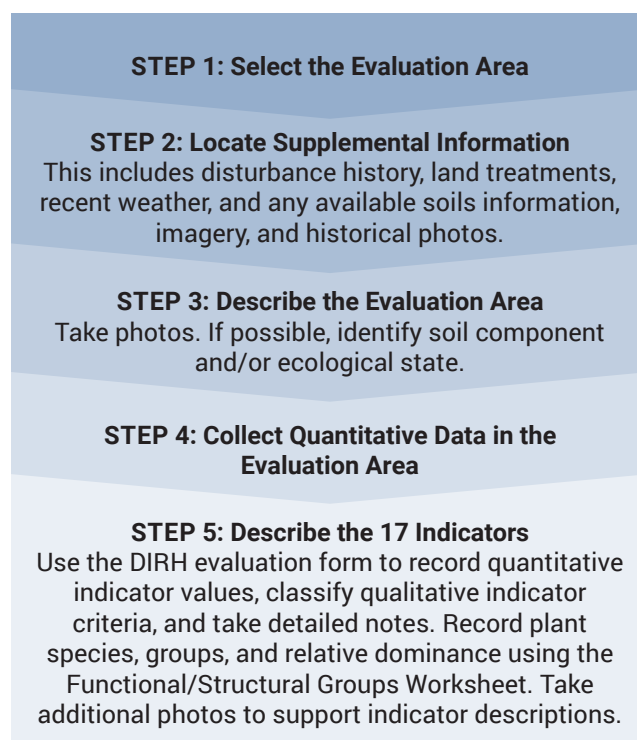 STEP 1: Select the Evaluation Area
STEP 2: Locate Supplemental Information
This includes disturbance history, land treatments,
recent weather, and any available soils information,
imagery, and historical photos.
STEP 3: Describe the Evaluation Area
Take photos. If possible, identify soil component
and/or ecological state.
STEP 4: Collect Quantitative Data in the
Evaluation Area
STEP 5: Describe the 17 Indicators
Use the DIRH evaluation form to record quantitative
indicator values, classify qualitative indicator
criteria, and take detailed notes. Record plant
species, groups, and relative dominance using the
Functional/Structural Groups Worksheet. Take
additional photos to support indicator descriptions.